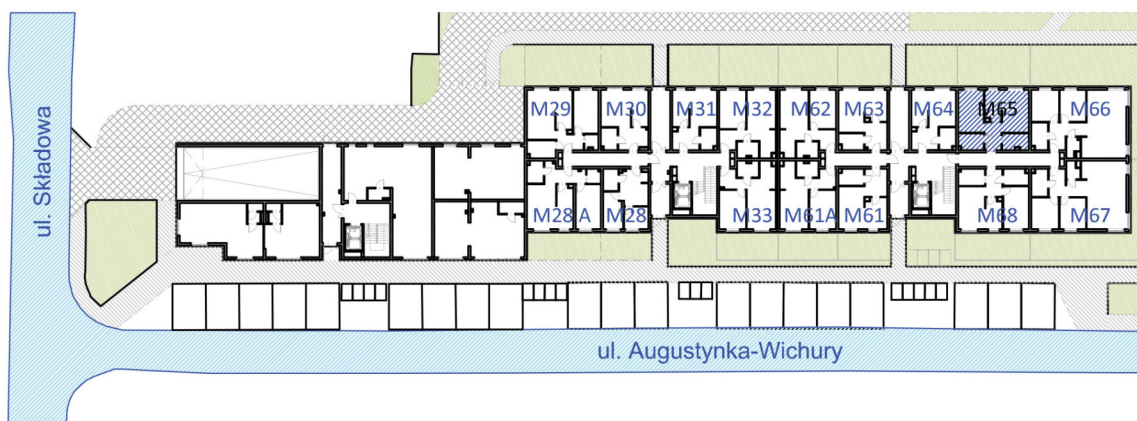 ul. Składowa
M29 M30 M31 M32 M62 M63 M64 M65 M66
M28 A M28 M33 M61A M61 M68 M67
ul. Augustynka-Wichury